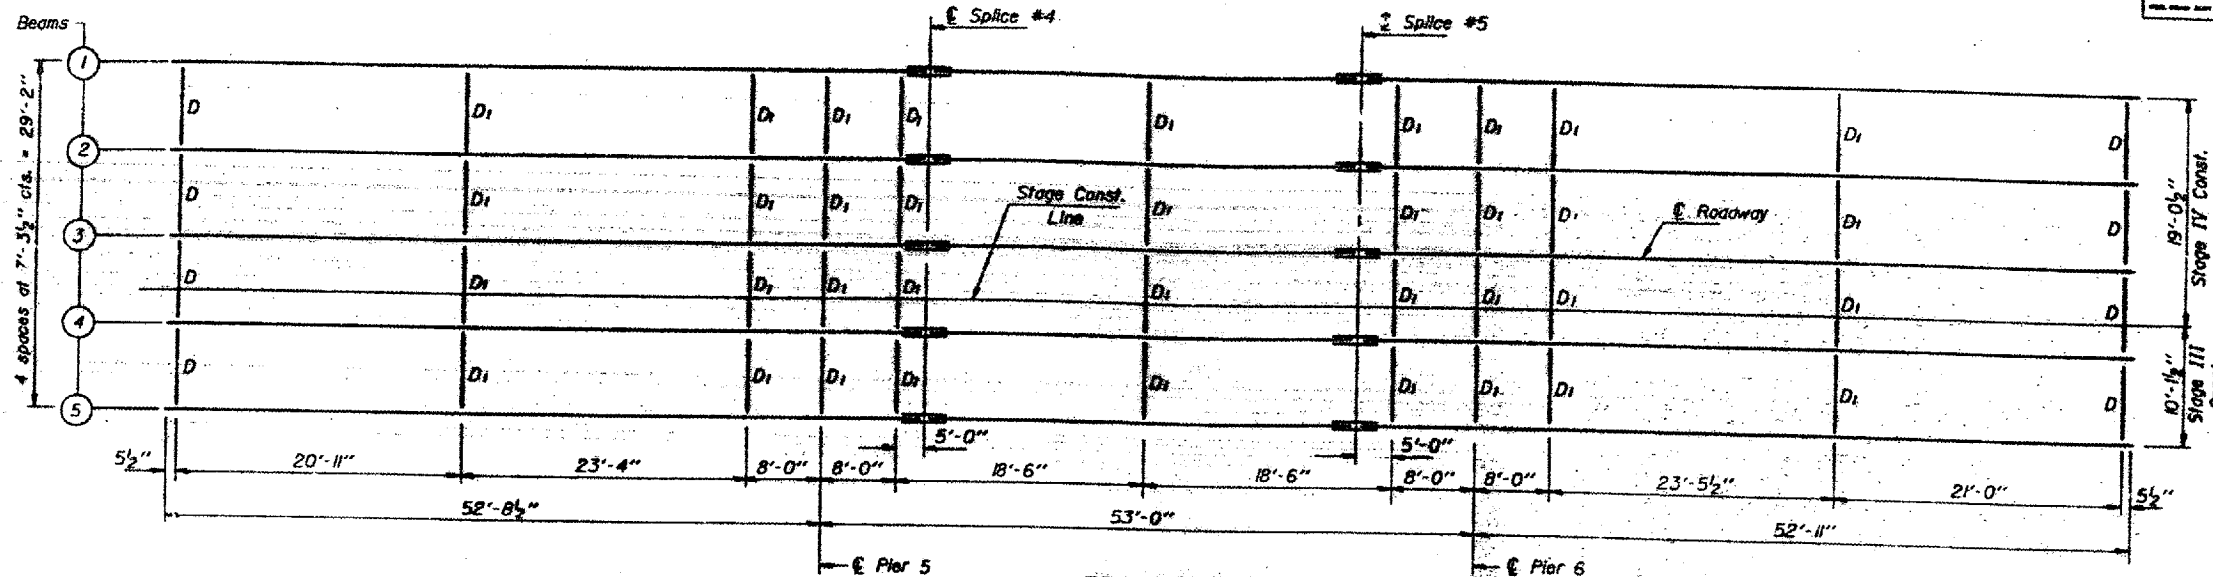 Beams
℄ Splice #4
℄ Splice #5
1
2
3
4
5
4 spaces at 7'-3½" cts. = 29'-2"
D D1 D1 D1 D1 D1 D1 D1 D1 D1 D
D D1 D1 D1 D1 D1 D1 D1 D1 D1 D
D D1 D1 D1 D1 D1 D1 D1 D1 D1 D
D D1 D1 D1 D1 D1 D1 D1 D1 D1 D
Stage Const.
Line
℄ Roadway
19'-0½"
Stage IV Const.
10'-1½"
Stage III
5'-0"
5'-0"
5½"
20'-11"
23'-4"
8'-0"
8'-0"
18'-6"
18'-6"
8'-0"
8'-0"
23'-5½"
21'-0"
5½"
52'-8½"
53'-0"
52'-11"
℄ Pier 5
℄ Pier 6